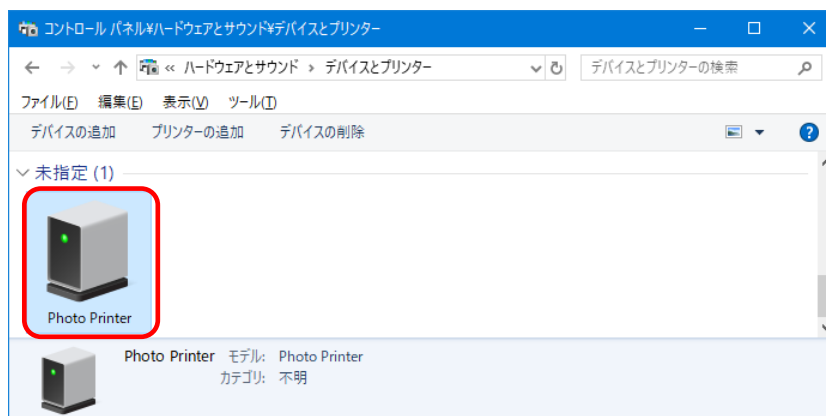 コントロール パネル¥ハードウェアとサウンド¥デバイスとプリンター
« ハードウェアとサウンド › デバイスとプリンター デバイスとプリンターの検索
ファイル(F) 編集(E) 表示(V) ツール(T)
デバイスの追加 プリンターの追加 デバイスの削除
未指定 (1)
Photo Printer
Photo Printer モデル: Photo Printer
カテゴリ: 不明